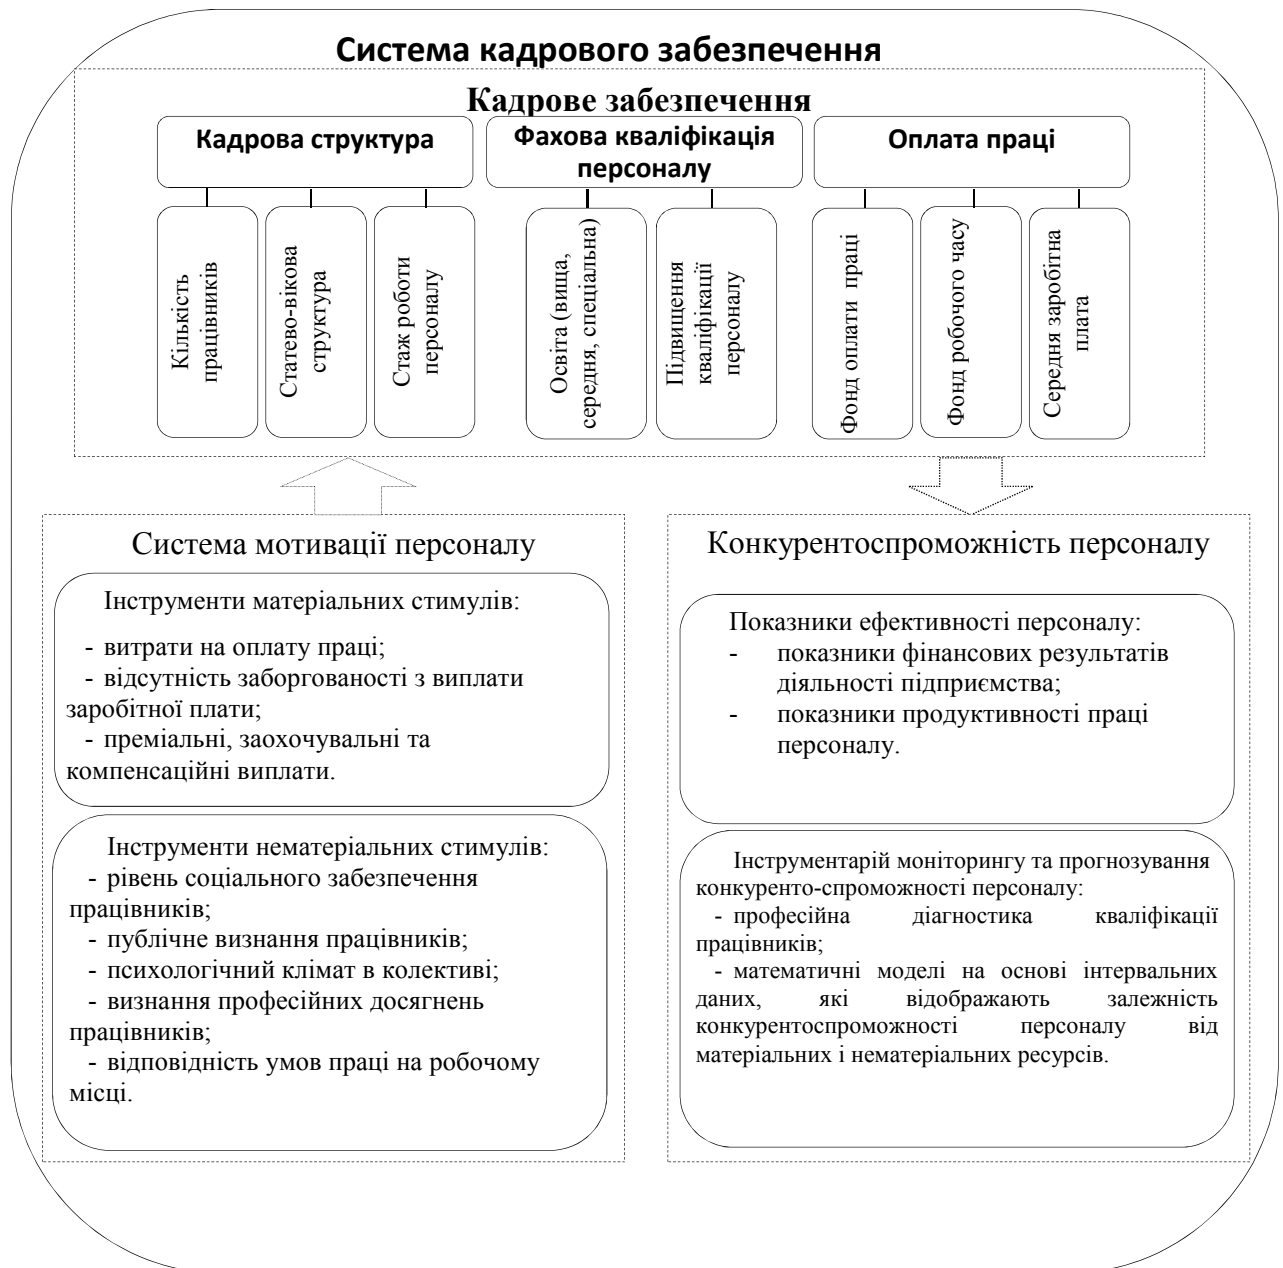 Система кадрового забезпечення
Кадрове забезпечення
Кадрова структура
Фахова кваліфікація
персоналу
Оплата праці
Кількість
працівників
Статево-вікова
структура
Стаж роботи
персоналу
Освіта (вища,
середня, спеціальна)
Підвищення
кваліфікації
персоналу
Фонд оплати праці
Фонд робочого часу
Середня заробітна
плата
Система мотивації персоналу
Інструменти матеріальних стимулів:
- витрати на оплату праці;
- відсутність заборгованості з виплати
заробітної плати;
- преміальні, заохочувальні та
компенсаційні виплати.
Інструменти нематеріальних стимулів:
- рівень соціального забезпечення
працівників;
- публічне визнання працівників;
- психологічний клімат в колективі;
- визнання професійних досягнень
працівників;
- відповідність умов праці на робочому
місці.
Конкурентоспроможність персоналу
Показники ефективності персоналу:
- показники фінансових результатів
діяльності підприємства;
- показники продуктивності праці
персоналу.
Інструментарій моніторингу та прогнозування
конкуренто-спроможності персоналу:
- професійна діагностика кваліфікації
працівників;
- математичні моделі на основі інтервальних
даних, які відображають залежність
конкурентоспроможності персоналу від
матеріальних і нематеріальних ресурсів.